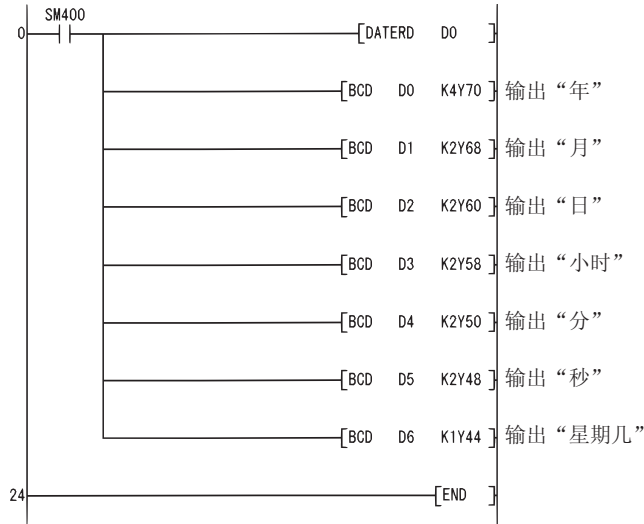 SM400
0 [DATERD D0 ]
[BCD D0 K4Y70 ] 输出“年”
[BCD D1 K2Y68 ] 输出“月”
[BCD D2 K2Y60 ] 输出“日”
[BCD D3 K2Y58 ] 输出“小时”
[BCD D4 K2Y50 ] 输出“分”
[BCD D5 K2Y48 ] 输出“秒”
[BCD D6 K1Y44 ] 输出“星期几”
24 [END ]